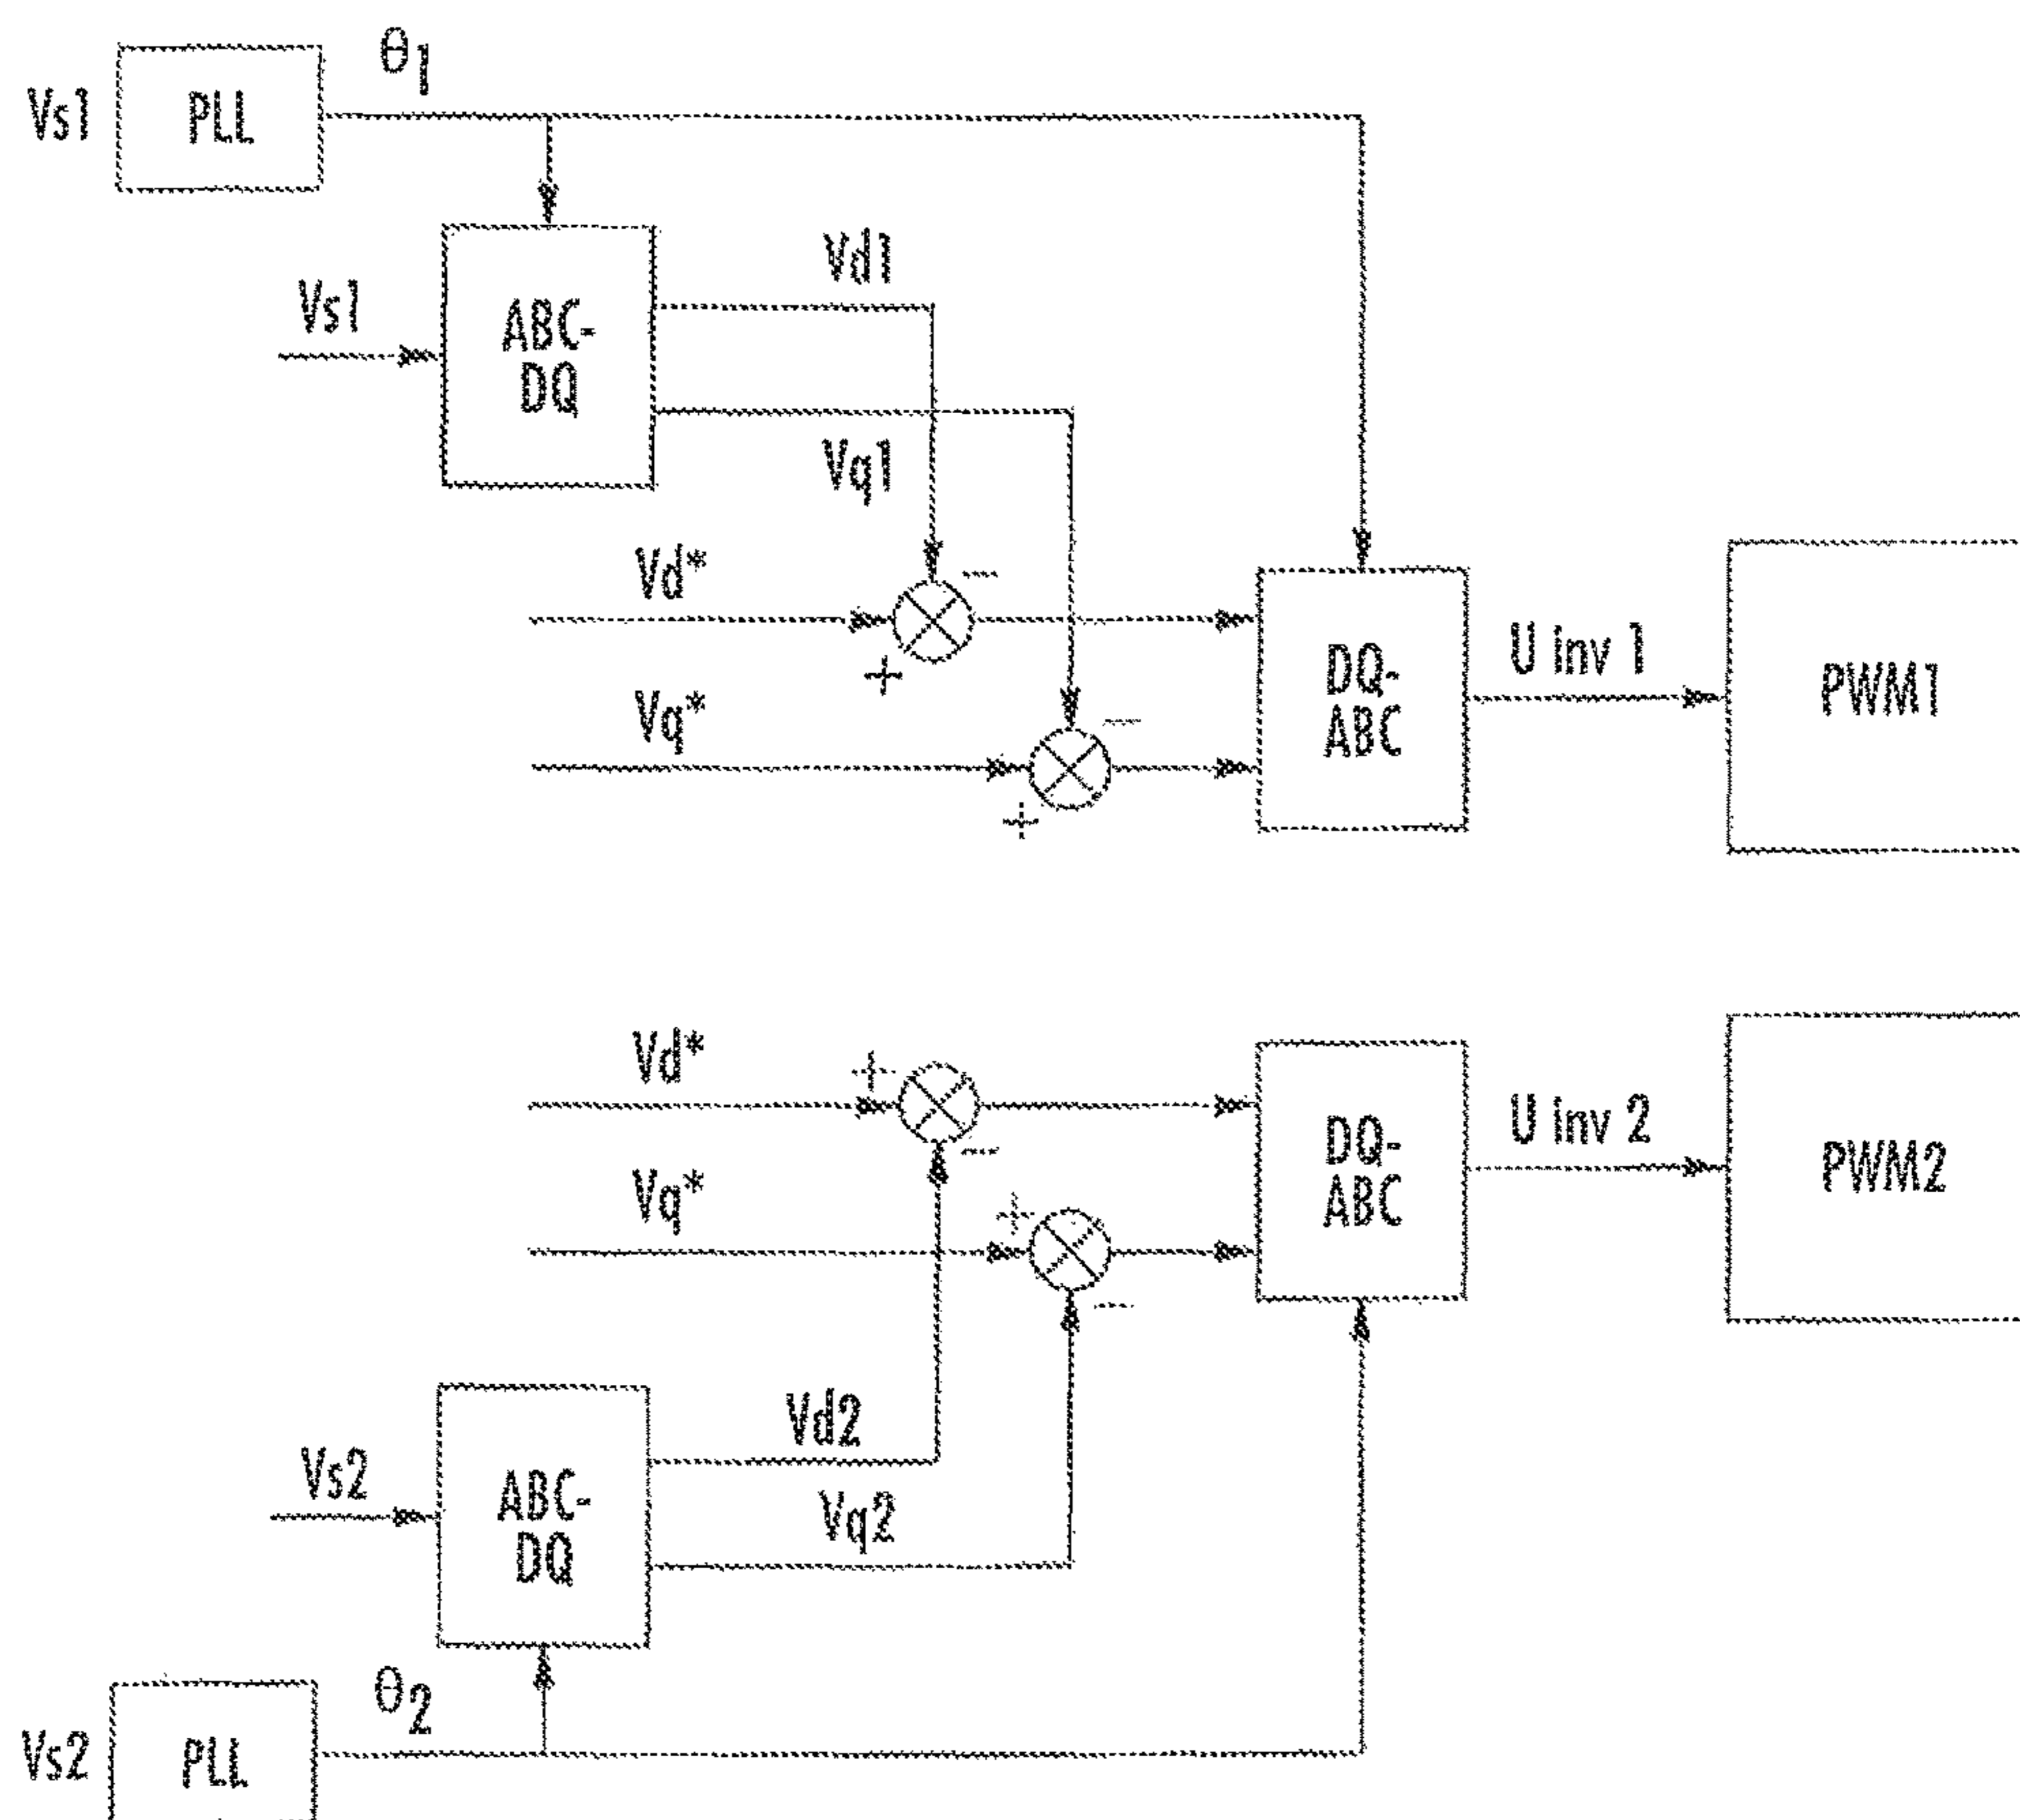 θ1
Vs1
PLL
Vd1
Vs1
ABC-
DQ
Vq1
Vd*
−
+
U inv 1
DQ-
ABC
PWM1
Vq*
−
+
Vd*
+
−
U inv 2
DQ-
ABC
PWM2
Vq*
+
−
Vd2
Vs2
ABC-
DQ
Vq2
θ2
Vs2
PLL